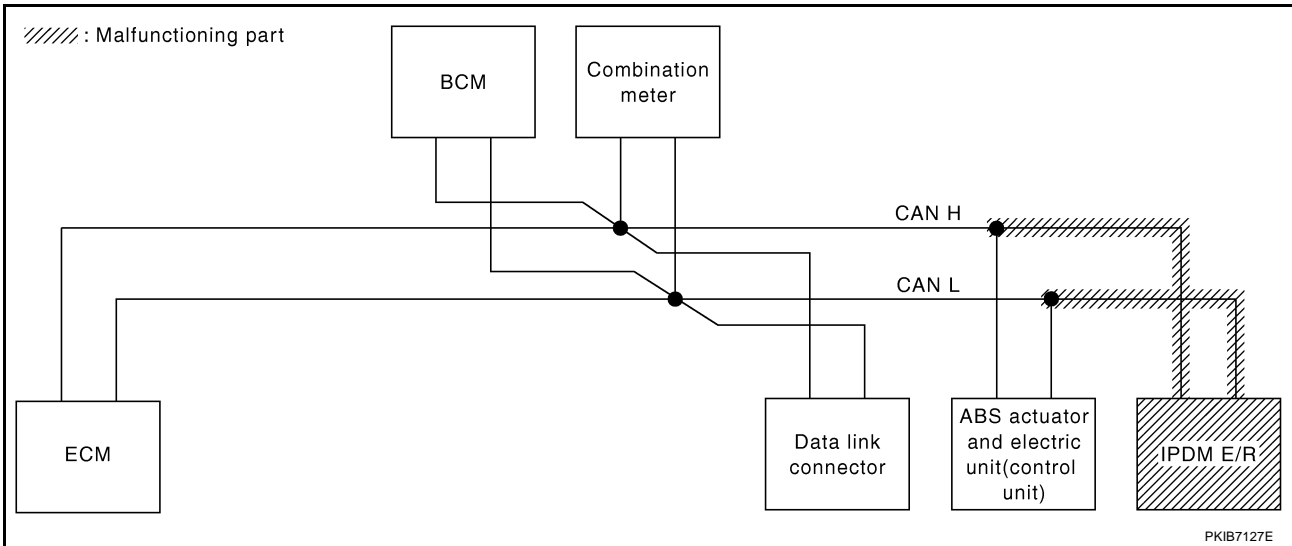 : Malfunctioning part
BCM
Combination
meter
CAN H
CAN L
ECM
Data link
connector
ABS actuator
and electric
unit(control
unit)
IPDM E/R
PKIB7127E